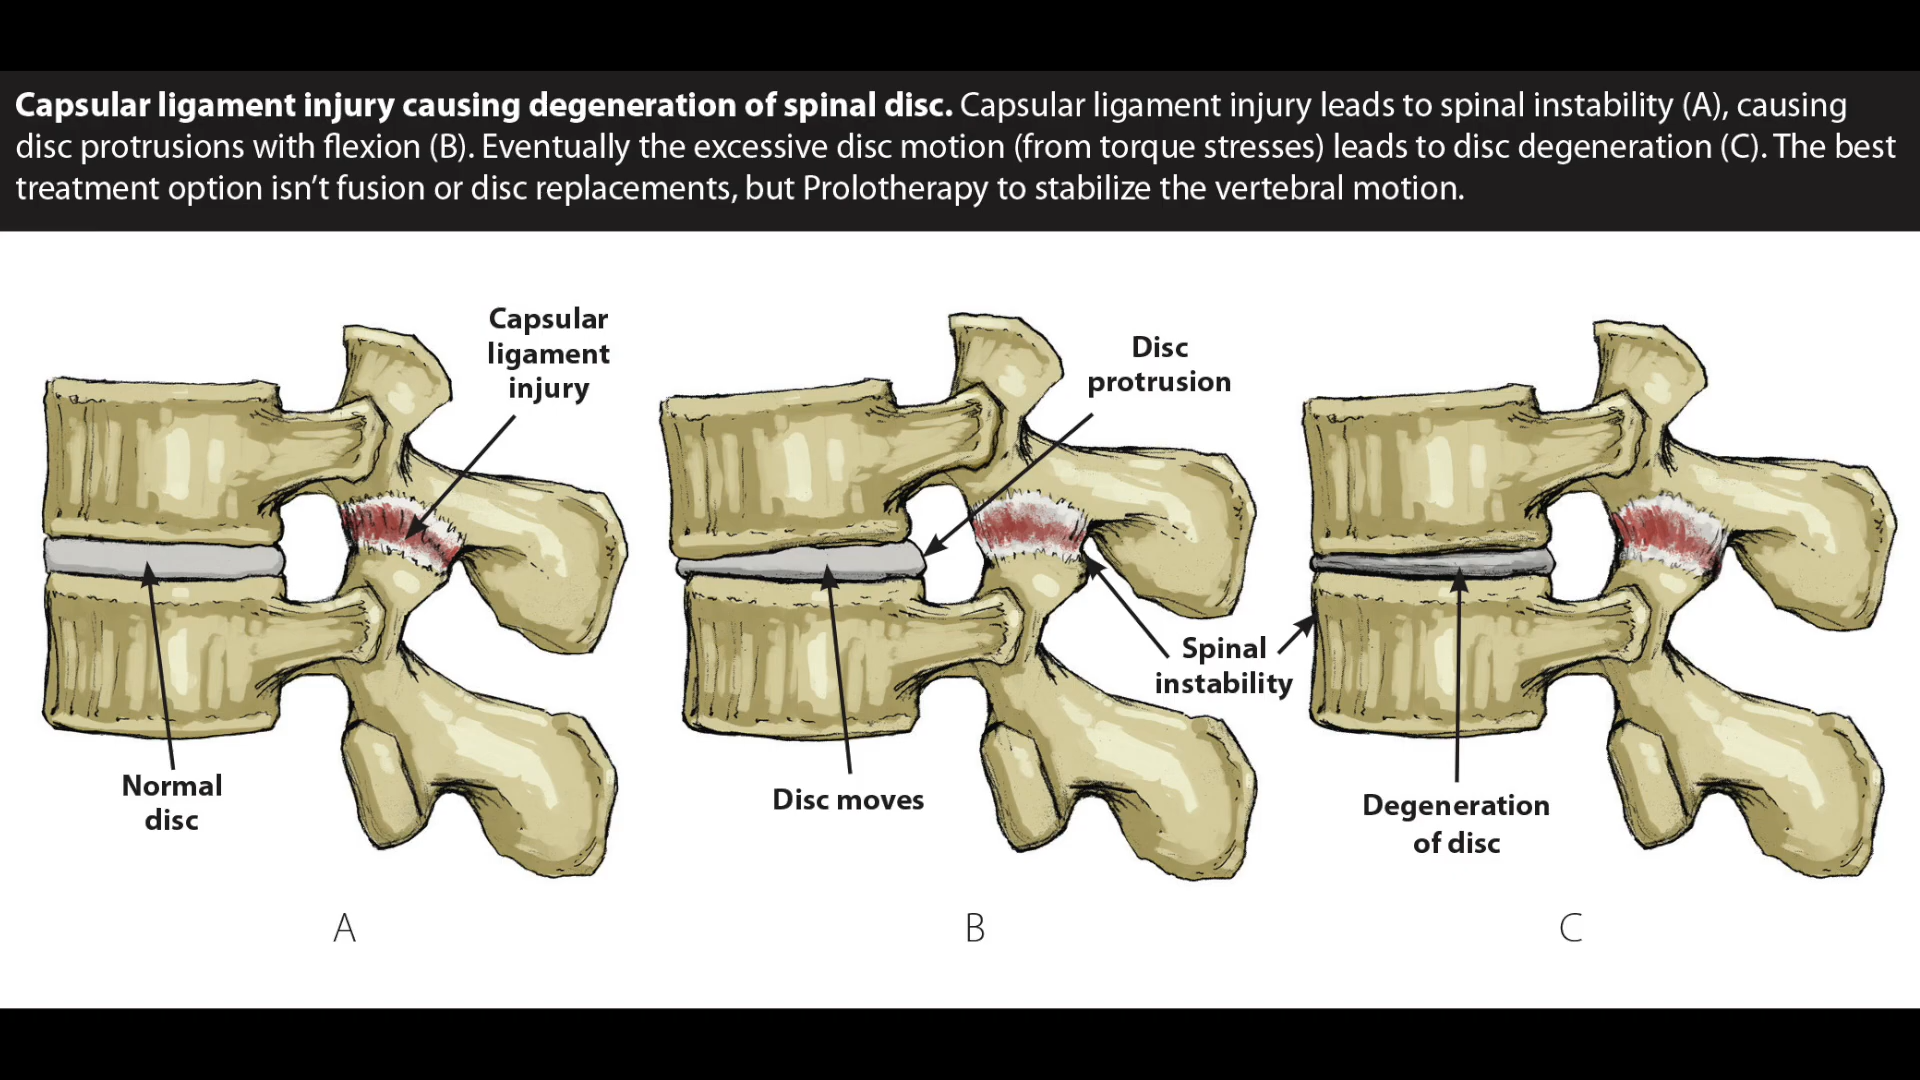 Capsular ligament injury causing degeneration of spinal disc. Capsular ligament injury leads to spinal instability (A), causing
disc protrusions with flexion (B). Eventually the excessive disc motion (from torque stresses) leads to disc degeneration (C). The best
treatment option isn't fusion or disc replacements, but Prolotherapy to stabilize the vertebral motion.
Capsular
ligament
injury
Normal
disc
A
Disc
protrusion
Disc moves
Spinal
instability
B
Degeneration
of disc
C